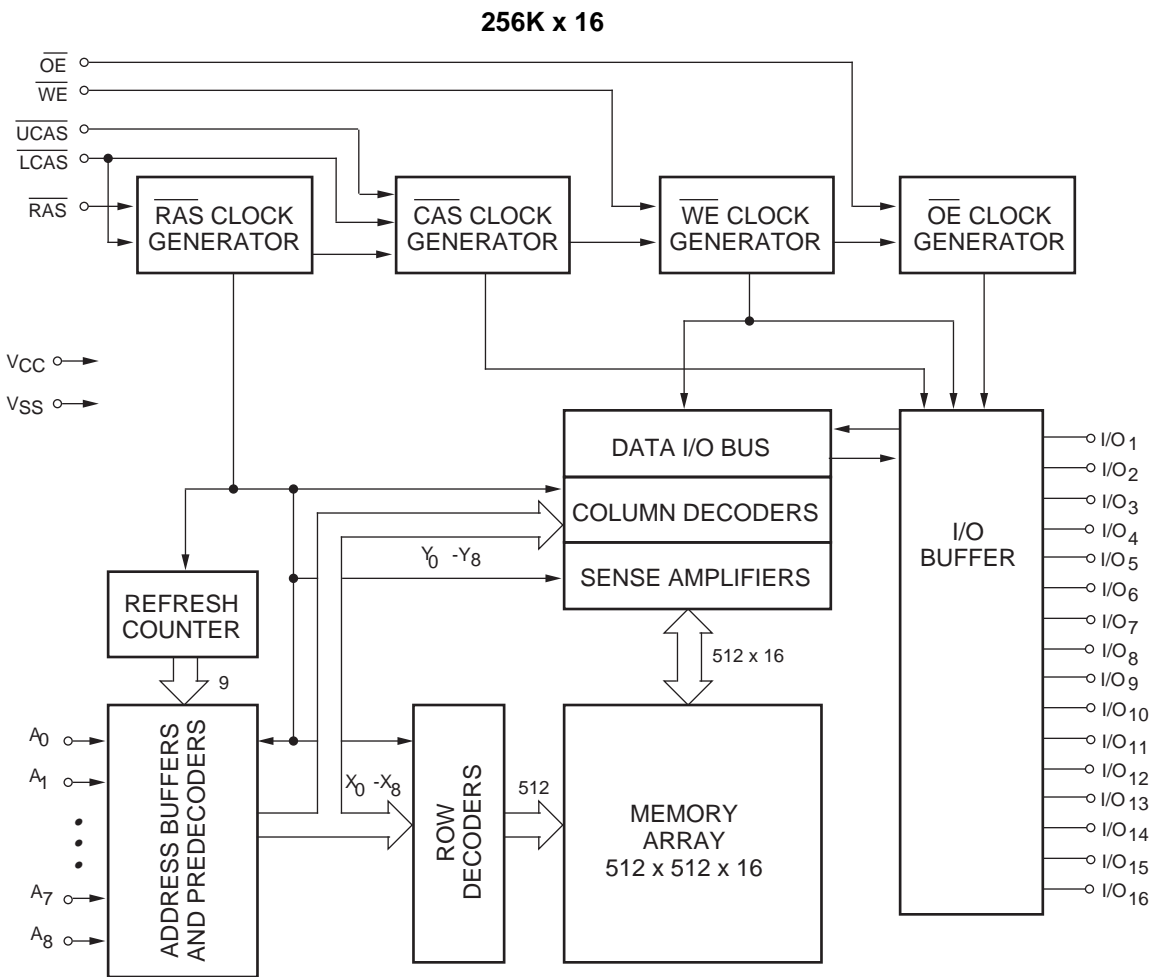 256K x 16
OE
WE
UCAS
LCAS
RAS
RAS CLOCK
GENERATOR
CAS CLOCK
GENERATOR
WE CLOCK
GENERATOR
OE CLOCK
GENERATOR
VCC
VSS
DATA I/O BUS
COLUMN DECODERS
SENSE AMPLIFIERS
Y0 -Y8
REFRESH
COUNTER
9
512 x 16
I/O
BUFFER
I/O1
I/O2
I/O3
I/O4
I/O5
I/O6
I/O7
I/O8
I/O9
I/O10
I/O11
I/O12
I/O13
I/O14
I/O15
I/O16
A0
A1
A7
A8
ADDRESS BUFFERS
AND PREDECODERS
X0 -X8
ROW
DECODERS
512
MEMORY
ARRAY
512 x 512 x 16